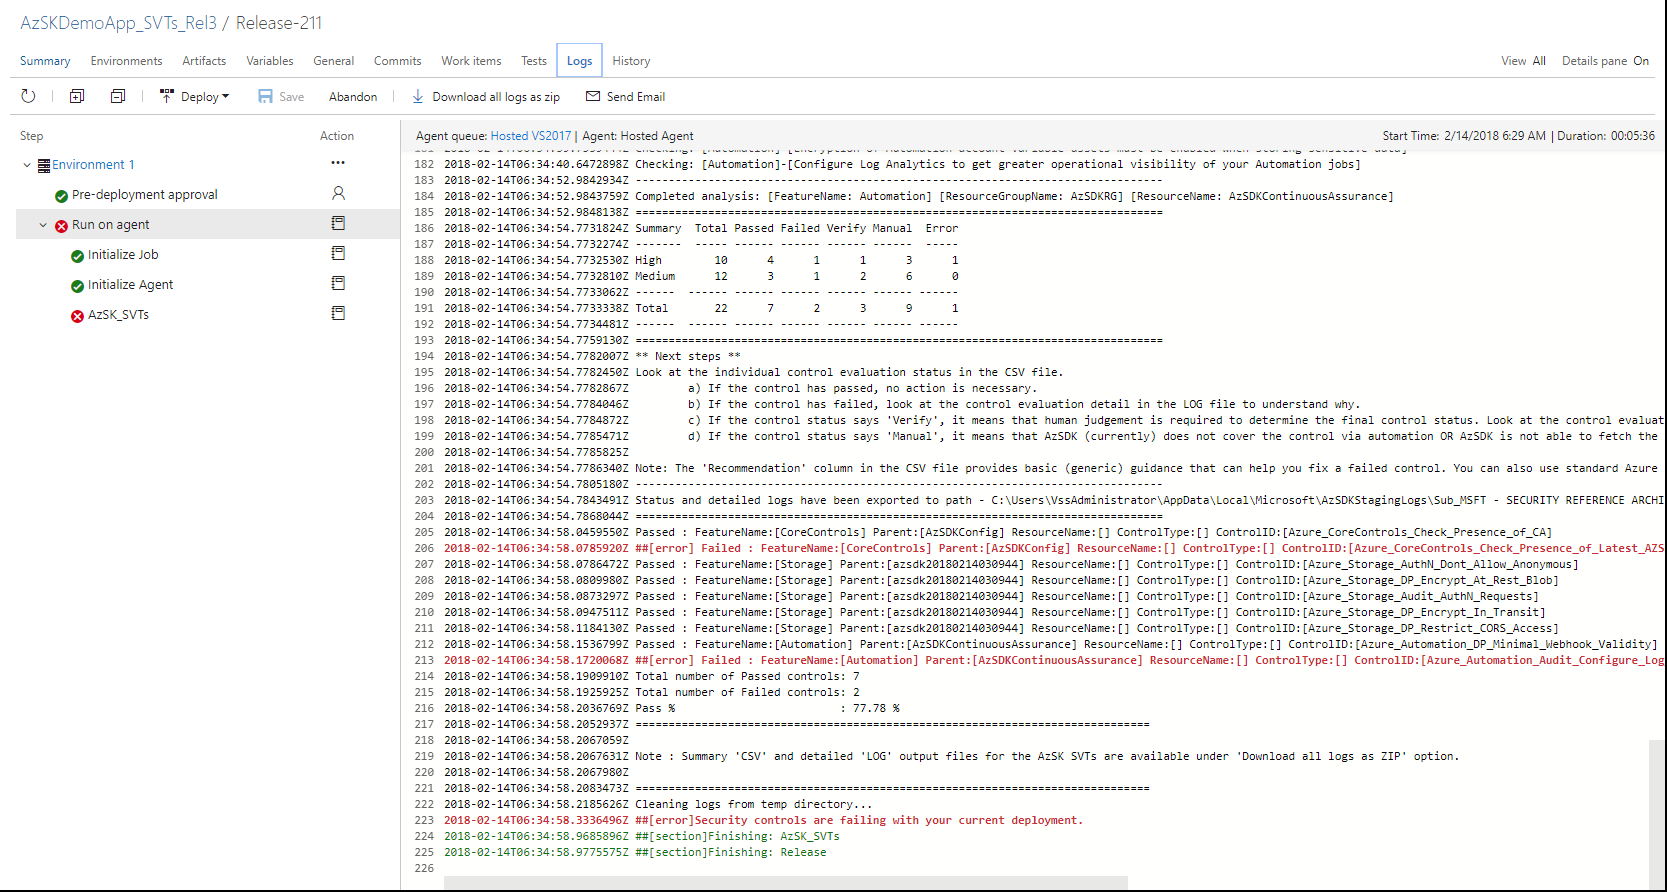 AzSKDemoApp_SVTs_Rel3 / Release-211
Summary Environments Artifacts Variables General Commits Work items Tests Logs History View All Details pane On
Deploy Save Abandon Download all logs as zip Send Email
Step Action
Environment 1 ...
Pre-deployment approval
Run on agent
Initialize Job
Initialize Agent
AzSK_SVTs
Agent queue: Hosted VS2017 | Agent: Hosted Agent Start Time: 2/14/2018 6:29 AM | Duration: 00:05:36
182 2018-02-14T06:34:40.6472898Z Checking: [Automation]-[Configure Log Analytics to get greater operational visibility of your Automation jobs]
183 2018-02-14T06:34:52.9842934Z --------------------------------------------------------------------------------
184 2018-02-14T06:34:52.9843759Z Completed analysis: [FeatureName: Automation] [ResourceGroupName: AzSDKRG] [ResourceName: AzSDKContinuousAssurance]
185 2018-02-14T06:34:52.9848138Z ================================================================================
186 2018-02-14T06:34:54.7731824Z Summary Total Passed Failed Verify Manual Error
187 2018-02-14T06:34:54.7732274Z ------- ----- ------ ------ ------ ------ -----
188 2018-02-14T06:34:54.7732530Z High 10 4 1 1 3 1
189 2018-02-14T06:34:54.7732810Z Medium 12 3 1 2 6 0
190 2018-02-14T06:34:54.7733062Z ------ ------ ------ ------ ------ ------ ------
191 2018-02-14T06:34:54.7733338Z Total 22 7 2 3 9 1
192 2018-02-14T06:34:54.7734481Z ------ ------ ------ ------ ------ ------ ------
193 2018-02-14T06:34:54.7759130Z ================================================================================
194 2018-02-14T06:34:54.7782007Z ** Next steps **
195 2018-02-14T06:34:54.7782450Z Look at the individual control evaluation status in the CSV file.
196 2018-02-14T06:34:54.7782867Z a) If the control has passed, no action is necessary.
197 2018-02-14T06:34:54.7784046Z b) If the control has failed, look at the control evaluation detail in the LOG file to understand why.
198 2018-02-14T06:34:54.7784872Z c) If the control status says 'Verify', it means that human judgement is required to determine the final control status. Look at the control evaluat
199 2018-02-14T06:34:54.7785471Z d) If the control status says 'Manual', it means that AzSDK (currently) does not cover the control via automation OR AzSDK is not able to fetch the
200 2018-02-14T06:34:54.7785825Z
201 2018-02-14T06:34:54.7786340Z Note: The 'Recommendation' column in the CSV file provides basic (generic) guidance that can help you fix a failed control. You can also use standard Azure
202 2018-02-14T06:34:54.7805180Z --------------------------------------------------------------------------------
203 2018-02-14T06:34:54.7843491Z Status and detailed logs have been exported to path - C:\Users\VssAdministrator\AppData\Local\Microsoft\AzSDKStagingLogs\Sub_MSFT - SECURITY REFERENCE ARCHI
204 2018-02-14T06:34:54.7868044Z ================================================================================
205 2018-02-14T06:34:58.0459550Z Passed : FeatureName:[CoreControls] Parent:[AzSDKConfig] ResourceName:[] ControlType:[] ControlID:[Azure_CoreControls_Check_Presence_of_CA]
206 2018-02-14T06:34:58.0785920Z ##[error] Failed : FeatureName:[CoreControls] Parent:[AzSDKConfig] ResourceName:[] ControlType:[] ControlID:[Azure_CoreControls_Check_Presence_of_Latest_AZS
207 2018-02-14T06:34:58.0786472Z Passed : FeatureName:[Storage] Parent:[azsdk20180214030944] ResourceName:[] ControlType:[] ControlID:[Azure_Storage_AuthN_Dont_Allow_Anonymous]
208 2018-02-14T06:34:58.0809980Z Passed : FeatureName:[Storage] Parent:[azsdk20180214030944] ResourceName:[] ControlType:[] ControlID:[Azure_Storage_DP_Encrypt_At_Rest_Blob]
209 2018-02-14T06:34:58.0873297Z Passed : FeatureName:[Storage] Parent:[azsdk20180214030944] ResourceName:[] ControlType:[] ControlID:[Azure_Storage_Audit_AuthN_Requests]
210 2018-02-14T06:34:58.0947511Z Passed : FeatureName:[Storage] Parent:[azsdk20180214030944] ResourceName:[] ControlType:[] ControlID:[Azure_Storage_DP_Encrypt_In_Transit]
211 2018-02-14T06:34:58.1184130Z Passed : FeatureName:[Storage] Parent:[azsdk20180214030944] ResourceName:[] ControlType:[] ControlID:[Azure_Storage_DP_Restrict_CORS_Access]
212 2018-02-14T06:34:58.1536799Z Passed : FeatureName:[Automation] Parent:[AzSDKContinuousAssurance] ResourceName:[] ControlType:[] ControlID:[Azure_Automation_DP_Minimal_Webhook_Validity]
213 2018-02-14T06:34:58.1720068Z ##[error] Failed : FeatureName:[Automation] Parent:[AzSDKContinuousAssurance] ResourceName:[] ControlType:[] ControlID:[Azure_Automation_Audit_Configure_Log
214 2018-02-14T06:34:58.1909910Z Total number of Passed controls: 7
215 2018-02-14T06:34:58.1925925Z Total number of Failed controls: 2
216 2018-02-14T06:34:58.2036769Z Pass % : 77.78 %
217 2018-02-14T06:34:58.2052937Z ==============================================================================
218 2018-02-14T06:34:58.2067059Z
219 2018-02-14T06:34:58.2067631Z Note : Summary 'CSV' and detailed 'LOG' output files for the AzSK SVTs are available under 'Download all logs as ZIP' option.
220 2018-02-14T06:34:58.2067980Z
221 2018-02-14T06:34:58.2083473Z ==============================================================================
222 2018-02-14T06:34:58.2185626Z Cleaning logs from temp directory...
223 2018-02-14T06:34:58.3336496Z ##[error]Security controls are failing with your current deployment.
224 2018-02-14T06:34:58.9685896Z ##[section]Finishing: AzSK_SVTs
225 2018-02-14T06:34:58.9775575Z ##[section]Finishing: Release
226